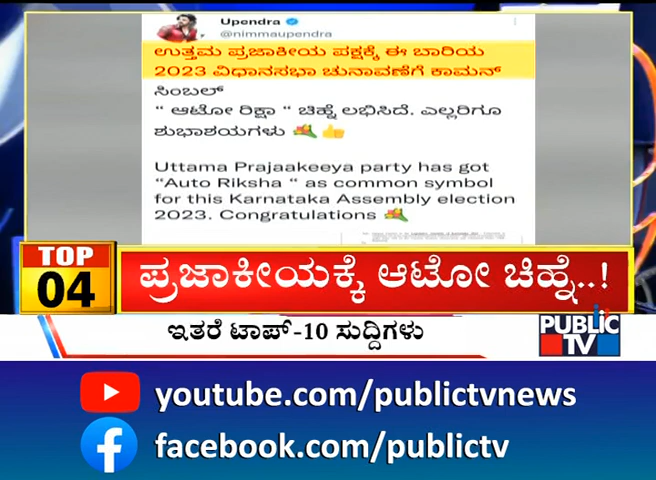 Upendra
@nimmaupendra
ಉತ್ತಮ ಪ್ರಜಾಕೀಯ ಪಕ್ಷಕ್ಕೆ ಈ ಬಾರಿಯ
2023 ವಿಧಾನಸಭಾ ಚುನಾವಣೆಗೆ ಕಾಮನ್
ಸಿಂಬಲ್
“ ಆಟೋ ರಿಕ್ಷಾ “ ಚಿಹ್ನೆ ಲಭಿಸಿದೆ. ಎಲ್ಲರಿಗೂ
ಶುಭಾಶಯಗಳು 💐👍
Uttama Prajaakeeya party has got
“Auto Riksha “ as common symbol
for this Karnataka Assembly election
2023. Congratulations 💐
TOP
04
ಪ್ರಜಾಕೀಯಕ್ಕೆ ಆಟೋ ಚಿಹ್ನೆ..!
ಇತರೆ ಟಾಪ್-10 ಸುದ್ದಿಗಳು
PUBLiC
TV
youtube.com/publictvnews
facebook.com/publictv